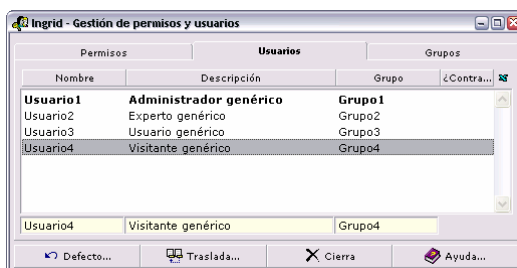 Ingrid - Gestión de permisos y usuarios
Permisos Usuarios Grupos
Nombre Descripción Grupo ¿Contra...
Usuario1 Administrador genérico Grupo1
Usuario2 Experto genérico Grupo2
Usuario3 Usuario genérico Grupo3
Usuario4 Visitante genérico Grupo4
Usuario4 Visitante genérico Grupo4
Defecto... Traslada... Cierra Ayuda...